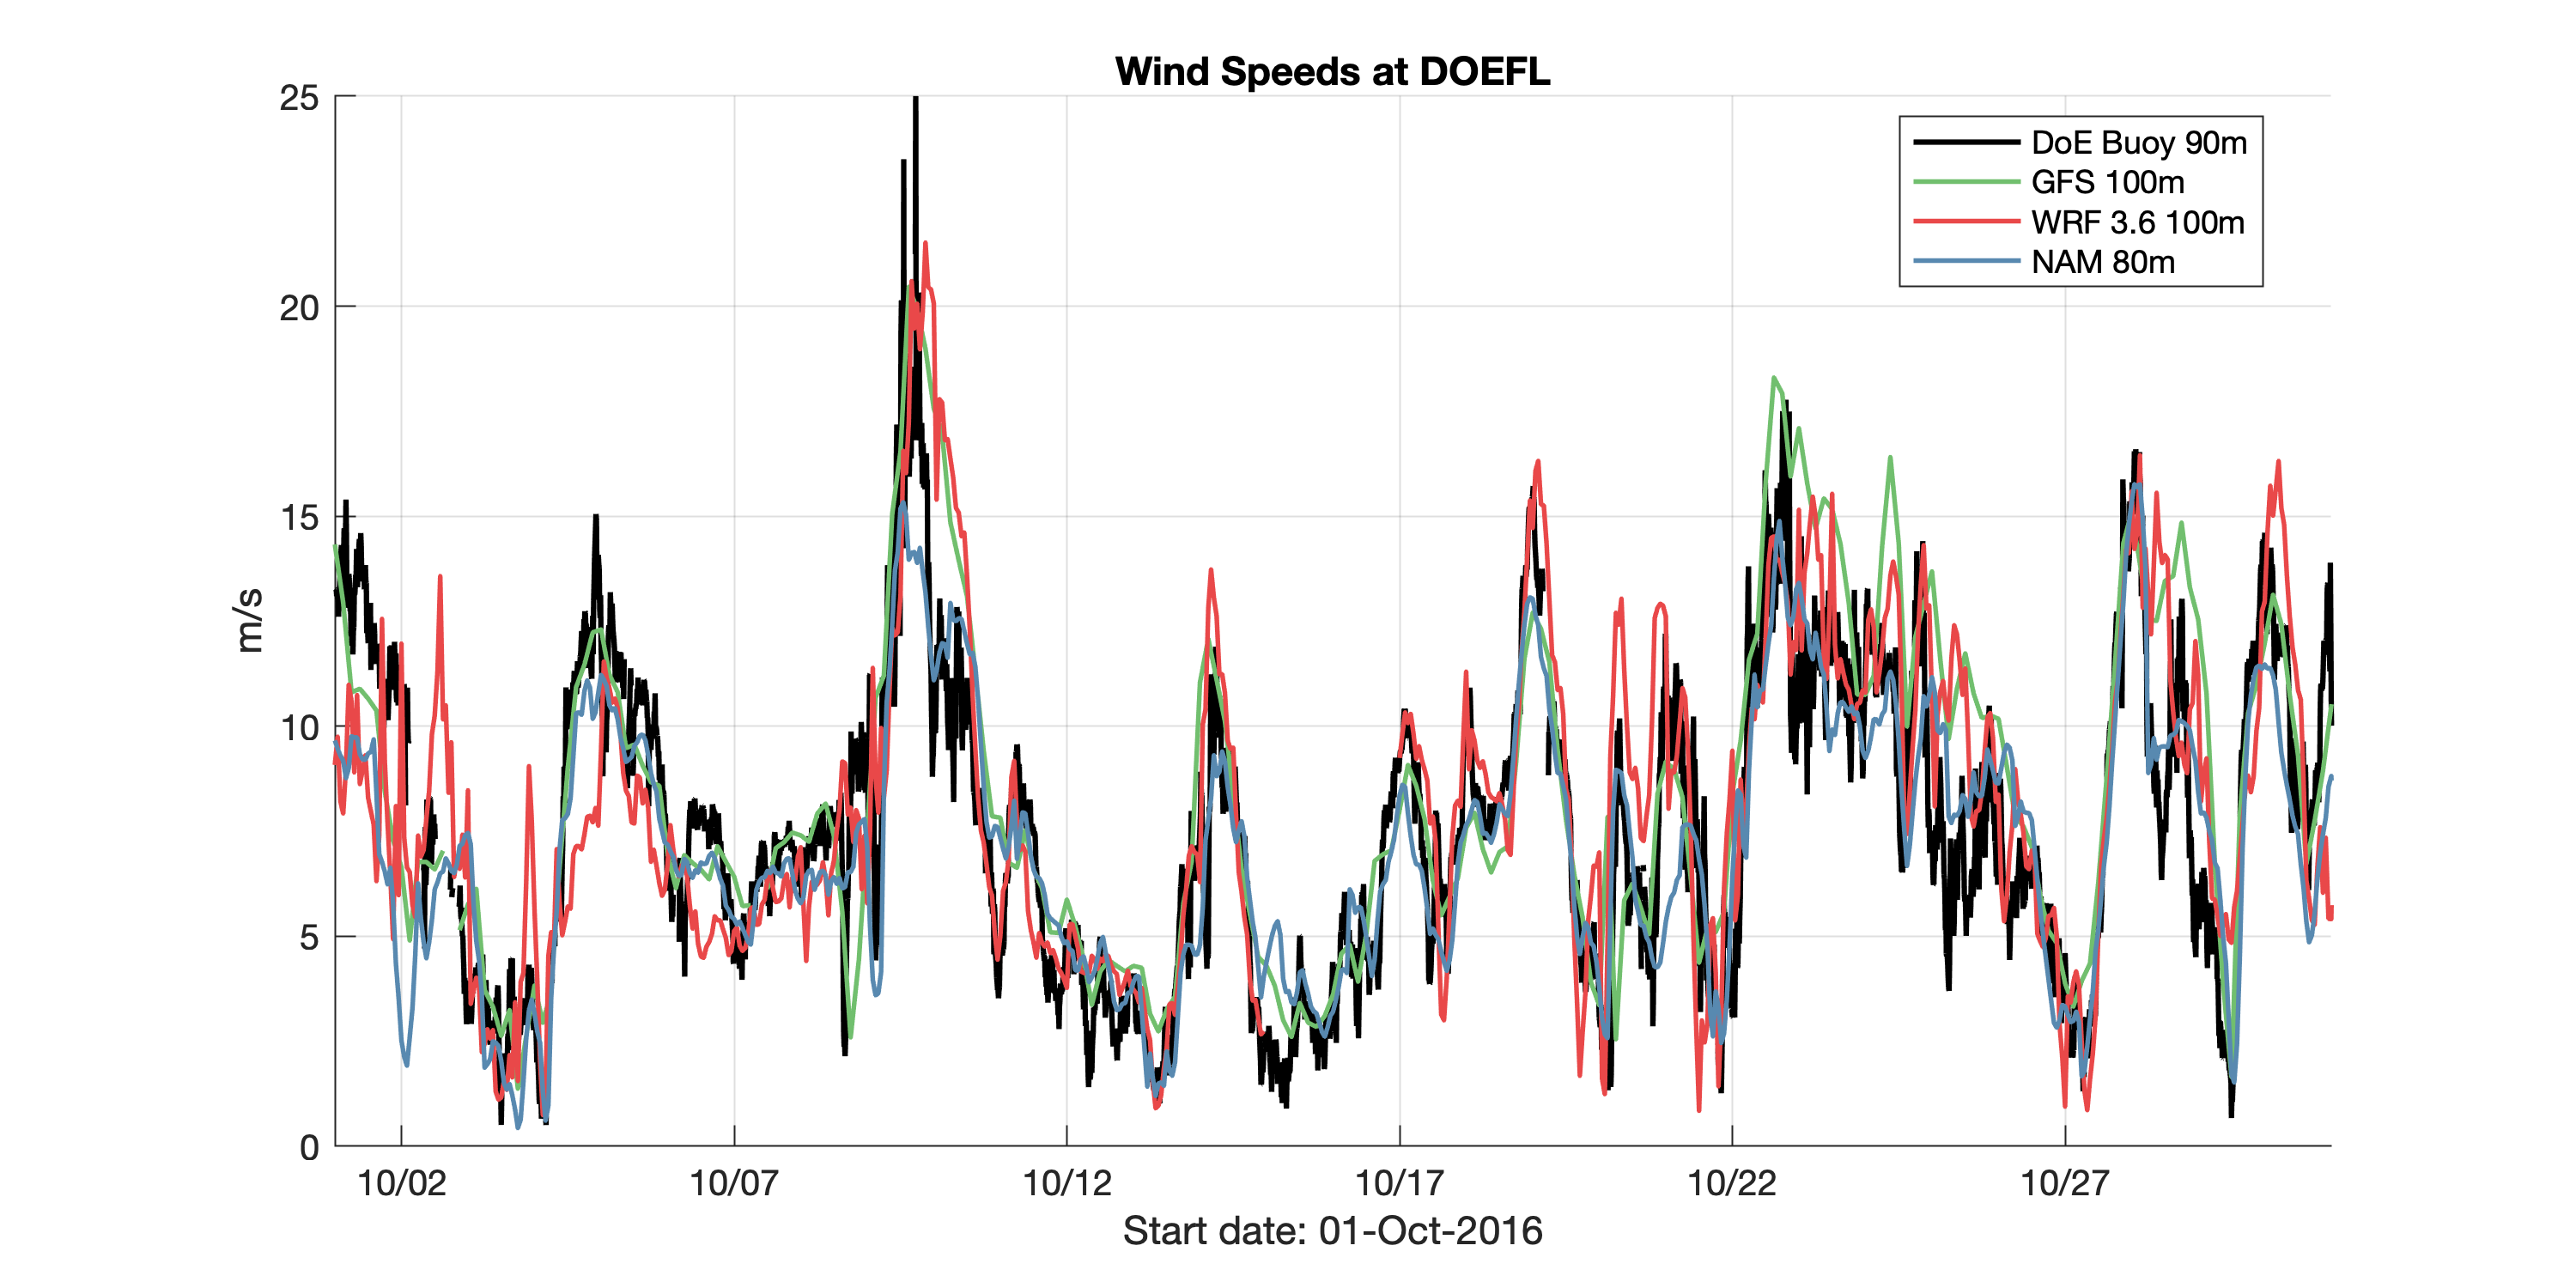 Wind Speeds at DOEFL
25
20
15
10
5
0
m/s
DoE Buoy 90m
GFS 100m
WRF 3.6 100m
NAM 80m
10/02
10/07
10/12
10/17
10/22
10/27
Start date: 01-Oct-2016